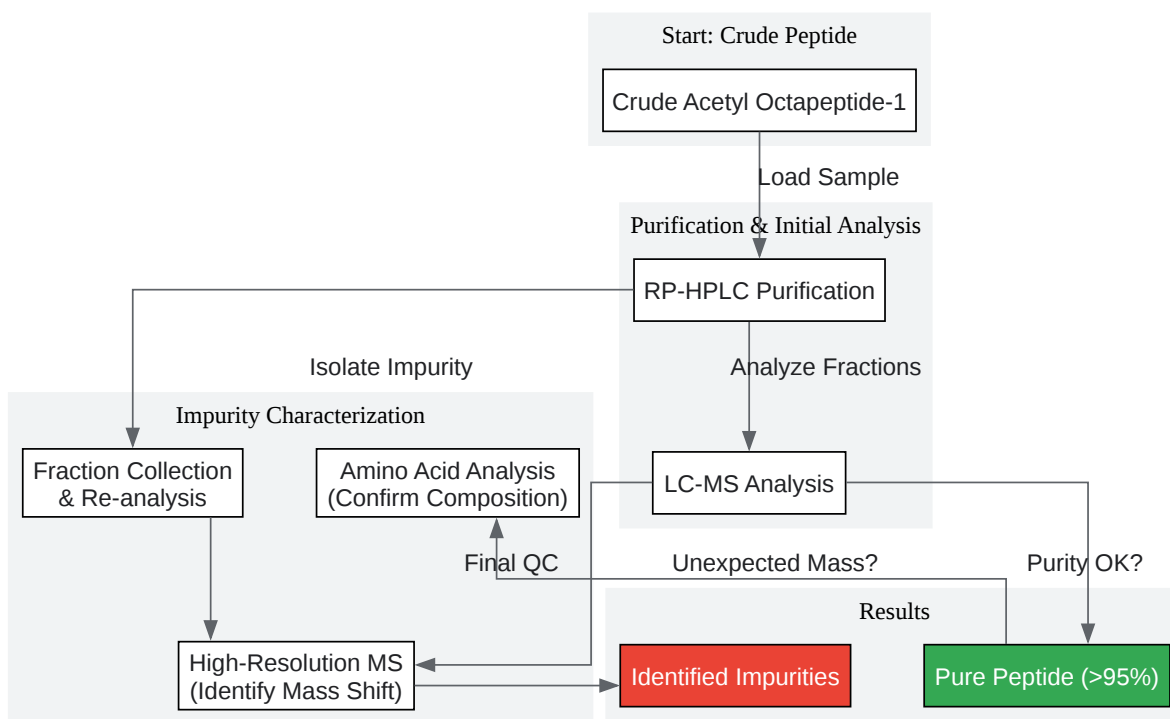 Start: Crude Peptide
Crude Acetyl Octapeptide-1
Load Sample
Purification & Initial Analysis
RP-HPLC Purification
Isolate Impurity
Analyze Fractions
Impurity Characterization
Fraction Collection
& Re-analysis
Amino Acid Analysis
(Confirm Composition)
LC-MS Analysis
Final QC
Unexpected Mass?
Purity OK?
Results
High-Resolution MS
(Identify Mass Shift)
Identified Impurities
Pure Peptide (>95%)